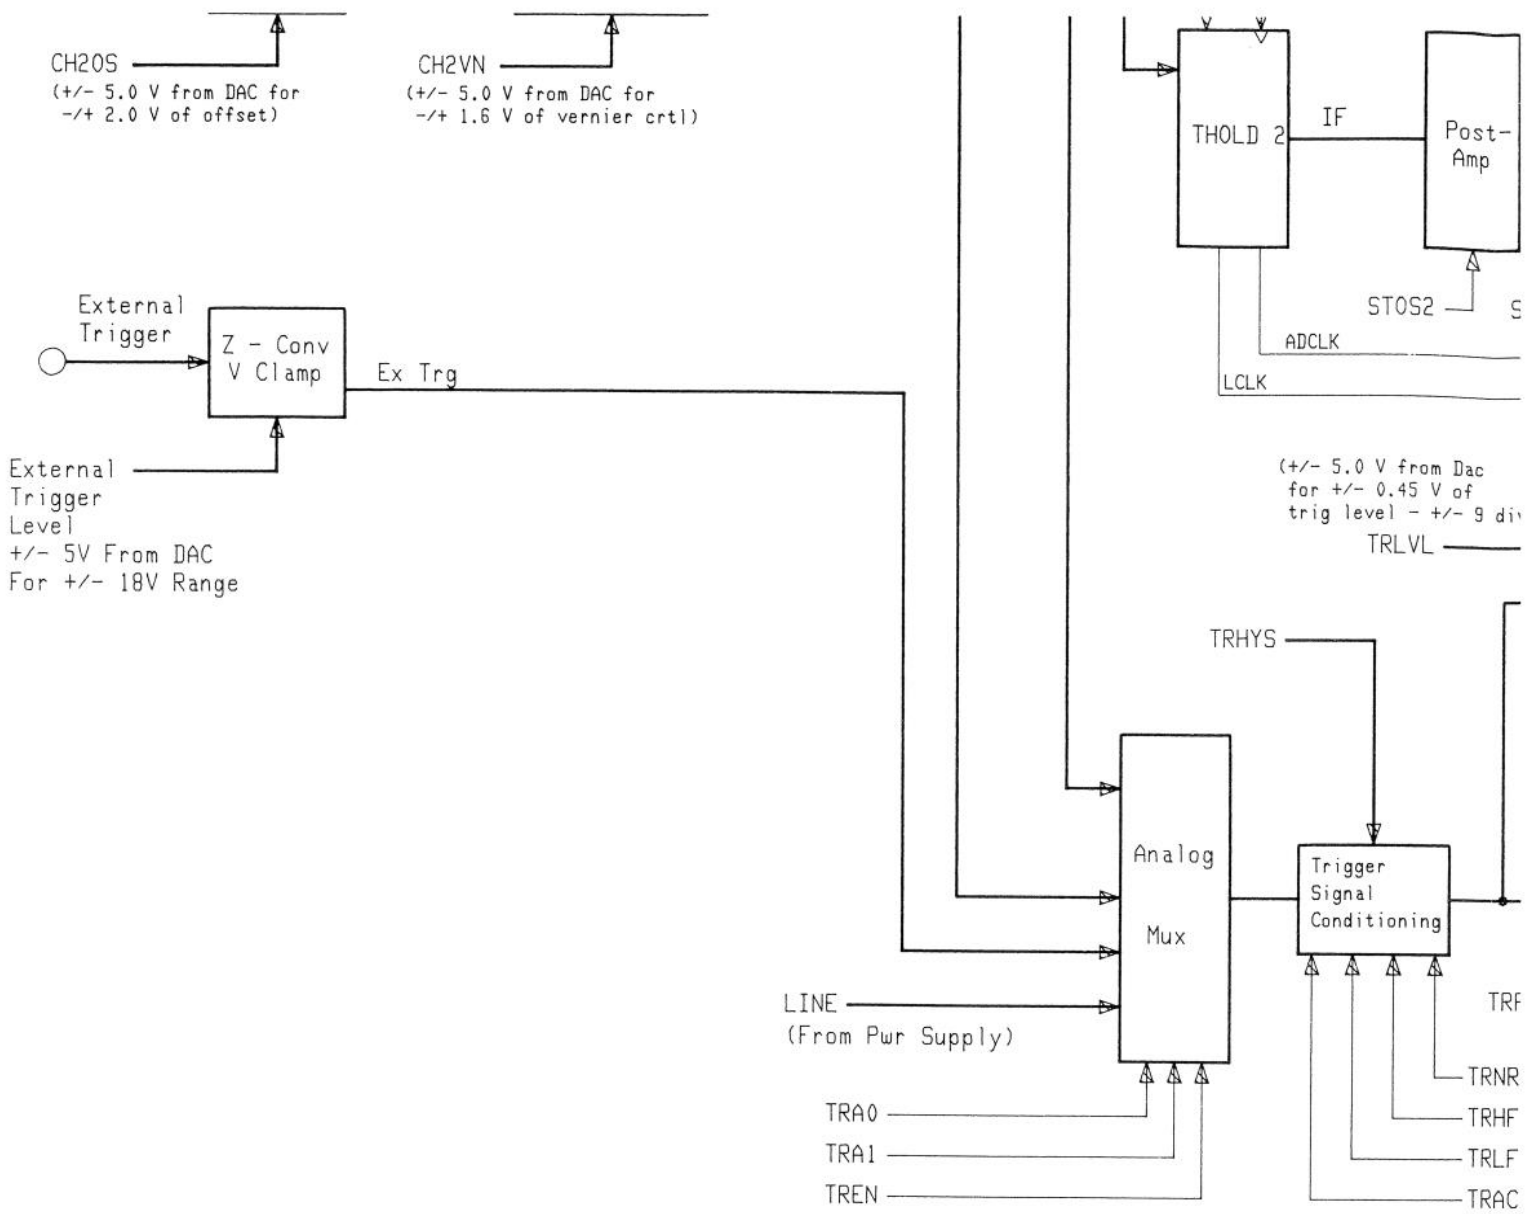 CH2OS
(+/- 5.0 V from DAC for
-/+ 2.0 V of offset)
CH2VN
(+/- 5.0 V from DAC for
-/+ 1.6 V of vernier crtl)
THOLD 2
IF
Post-
Amp
STOS2
S
ADCLK
LCLK
External
Trigger
Z - Conv
V Clamp
Ex Trg
External
Trigger
Level
+/- 5V From DAC
For +/- 18V Range
(+/- 5.0 V from Dac
for +/- 0.45 V of
trig level - +/- 9 div
TRLVL
TRHYS
Analog
Mux
Trigger
Signal
Conditioning
LINE
(From Pwr Supply)
TRA0
TRA1
TREN
TRNR
TRHF
TRLF
TRAC